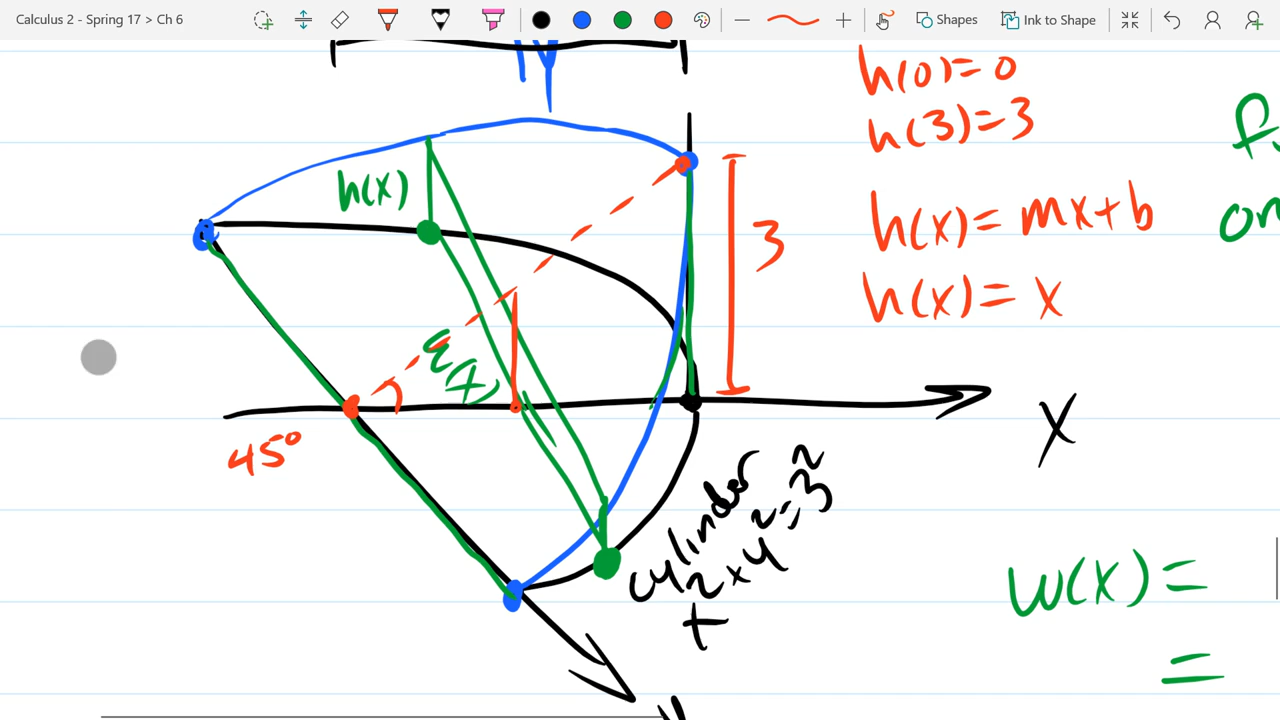 Calculus 2 - Spring 17 > Ch 6
Shapes
Ink to Shape
h(0)=0
h(3)=3
h(x)= mx+b
h(x)= x
h(x)
3
w(x)
45°
x
cylinder
x²+y²=3²
w(x)=
=
on